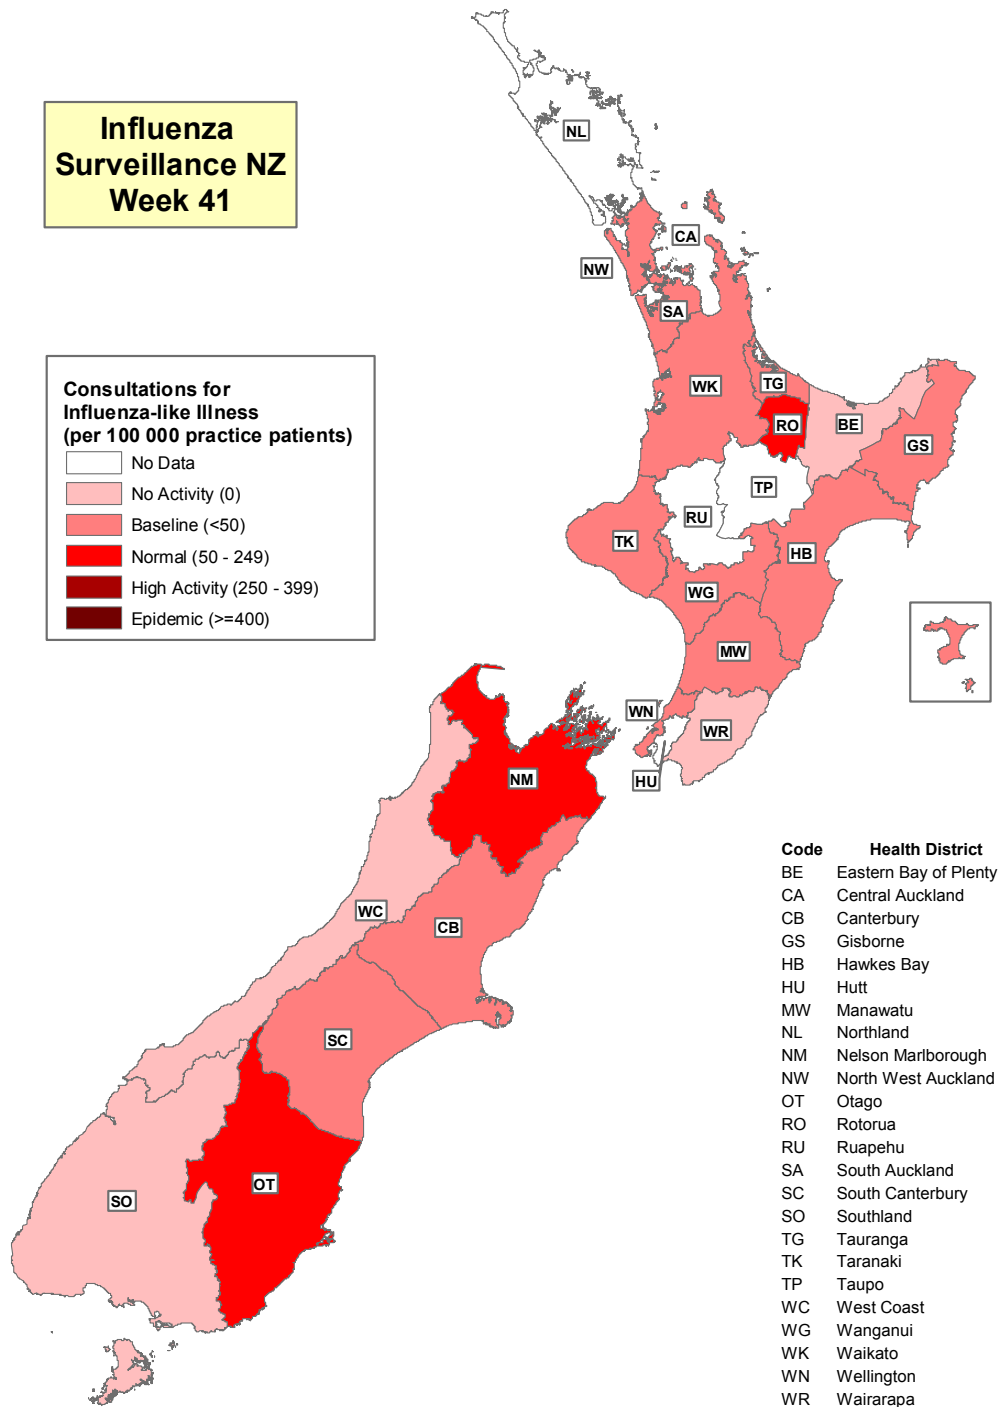 Influenza
Surveillance NZ
Week 41
NL
CA
NW
SA
WK
TG
RO
BE
GS
TP
RU
TK
HB
WG
MW
WN
WR
HU
NM
WC
CB
SC
OT
SO
Consultations for
Influenza-like Illness
(per 100 000 practice patients)
No Data
No Activity (0)
Baseline (<50)
Normal (50 - 249)
High Activity (250 - 399)
Epidemic (>=400)
Code Health District
BE Eastern Bay of Plenty
CA Central Auckland
CB Canterbury
GS Gisborne
HB Hawkes Bay
HU Hutt
MW Manawatu
NL Northland
NM Nelson Marlborough
NW North West Auckland
OT Otago
RO Rotorua
RU Ruapehu
SA South Auckland
SC South Canterbury
SO Southland
TG Tauranga
TK Taranaki
TP Taupo
WC West Coast
WG Wanganui
WK Waikato
WN Wellington
WR Wairarapa